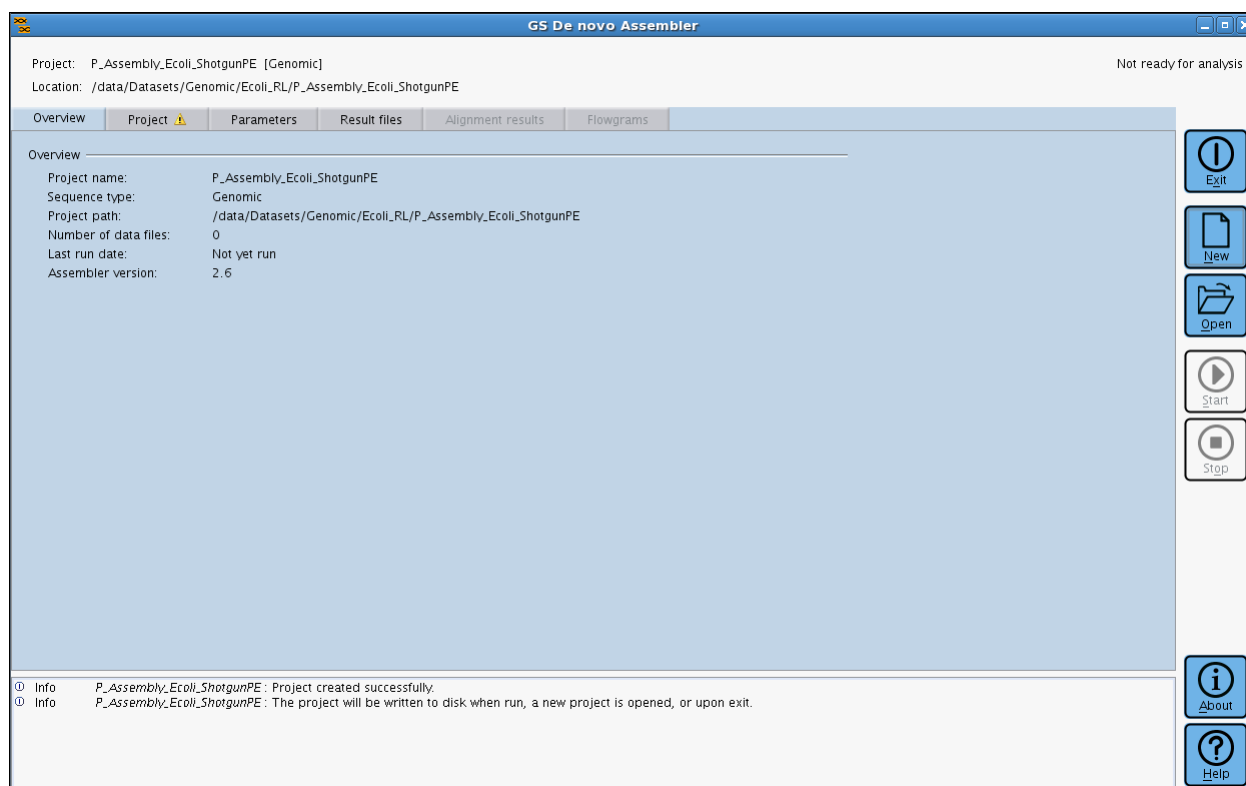 GS De novo Assembler
Project: P_Assembly_Ecoli_ShotgunPE [Genomic]
Not ready for analysis
Location: /data/Datasets/Genomic/Ecoli_RL/P_Assembly_Ecoli_ShotgunPE
Overview Project Parameters Result files Alignment results Flowgrams
Overview
Project name: P_Assembly_Ecoli_ShotgunPE
Sequence type: Genomic
Project path: /data/Datasets/Genomic/Ecoli_RL/P_Assembly_Ecoli_ShotgunPE
Number of data files: 0
Last run date: Not yet run
Assembler version: 2.6
Exit
New
Open
Start
Stop
Info P_Assembly_Ecoli_ShotgunPE : Project created successfully.
Info P_Assembly_Ecoli_ShotgunPE : The project will be written to disk when run, a new project is opened, or upon exit.
About
Help